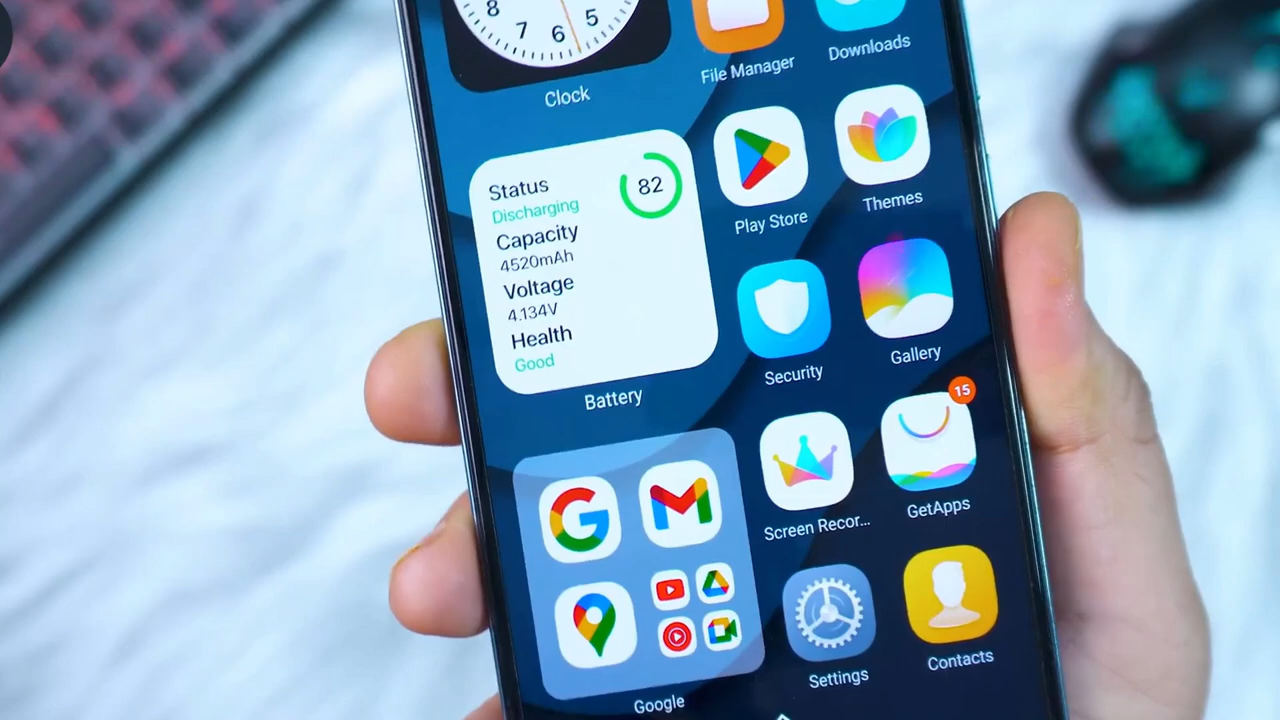 8
7
6
5
Clock
File Manager
Downloads
Status
Discharging
Capacity
4520mAh
Voltage
4.134V
Health
Good
82
Battery
Play Store
Themes
Security
Gallery
15
Screen Recor...
GetApps
Google
Settings
Contacts